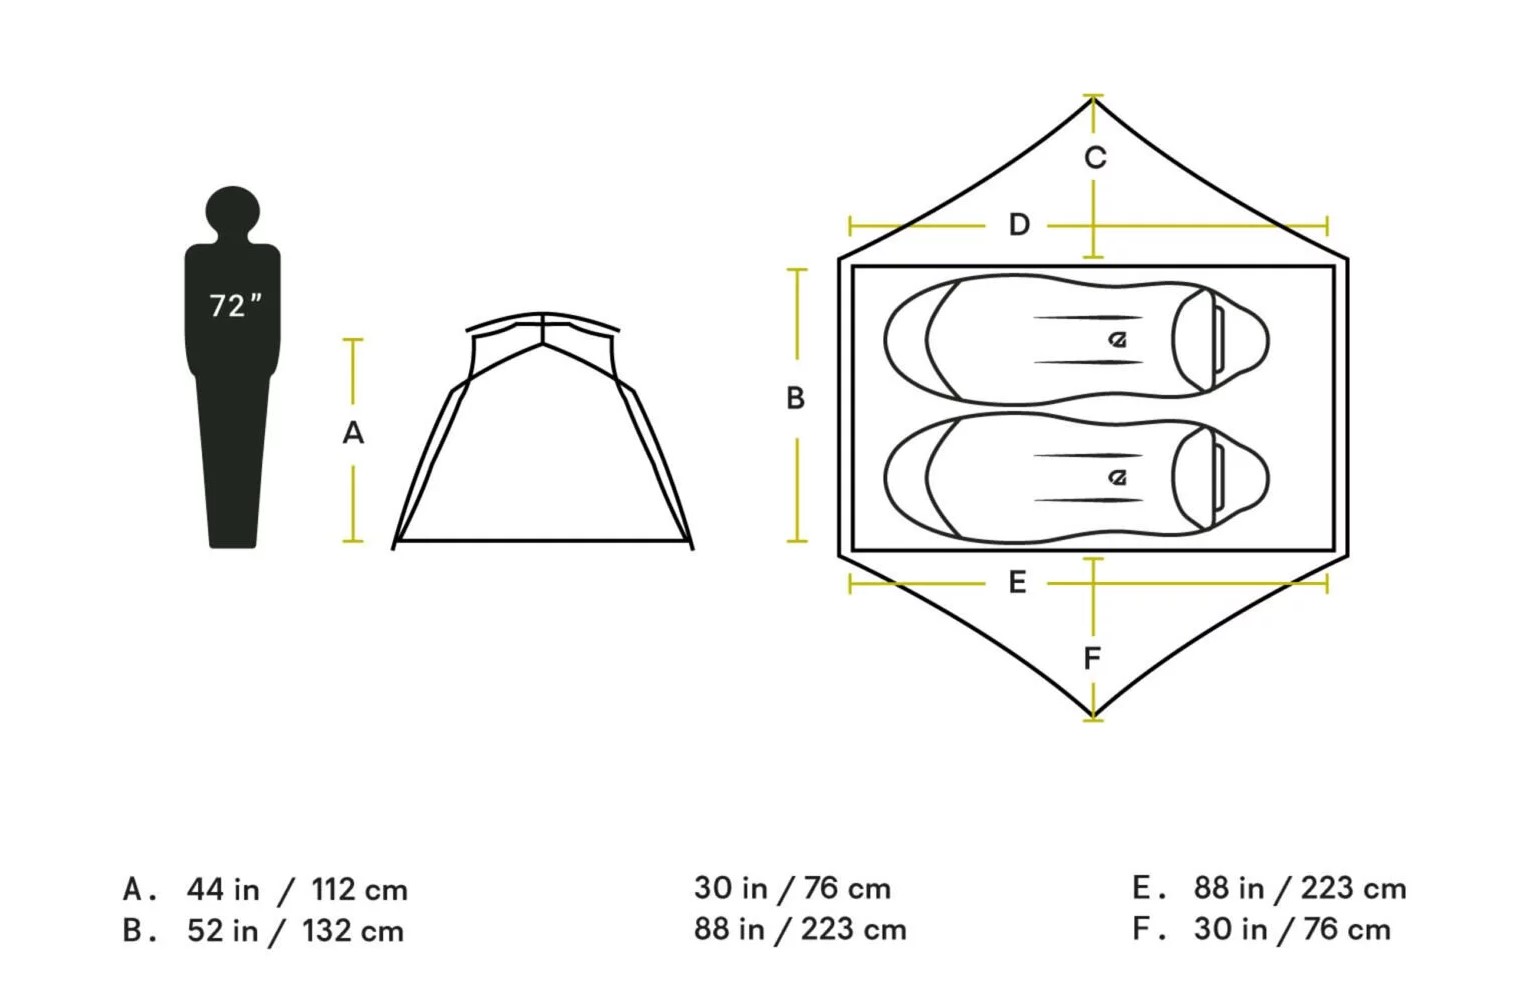 72”
A
B
C
D
E
F
A. 44 in / 112 cm
B. 52 in / 132 cm
30 in / 76 cm
88 in / 223 cm
E. 88 in / 223 cm
F. 30 in / 76 cm